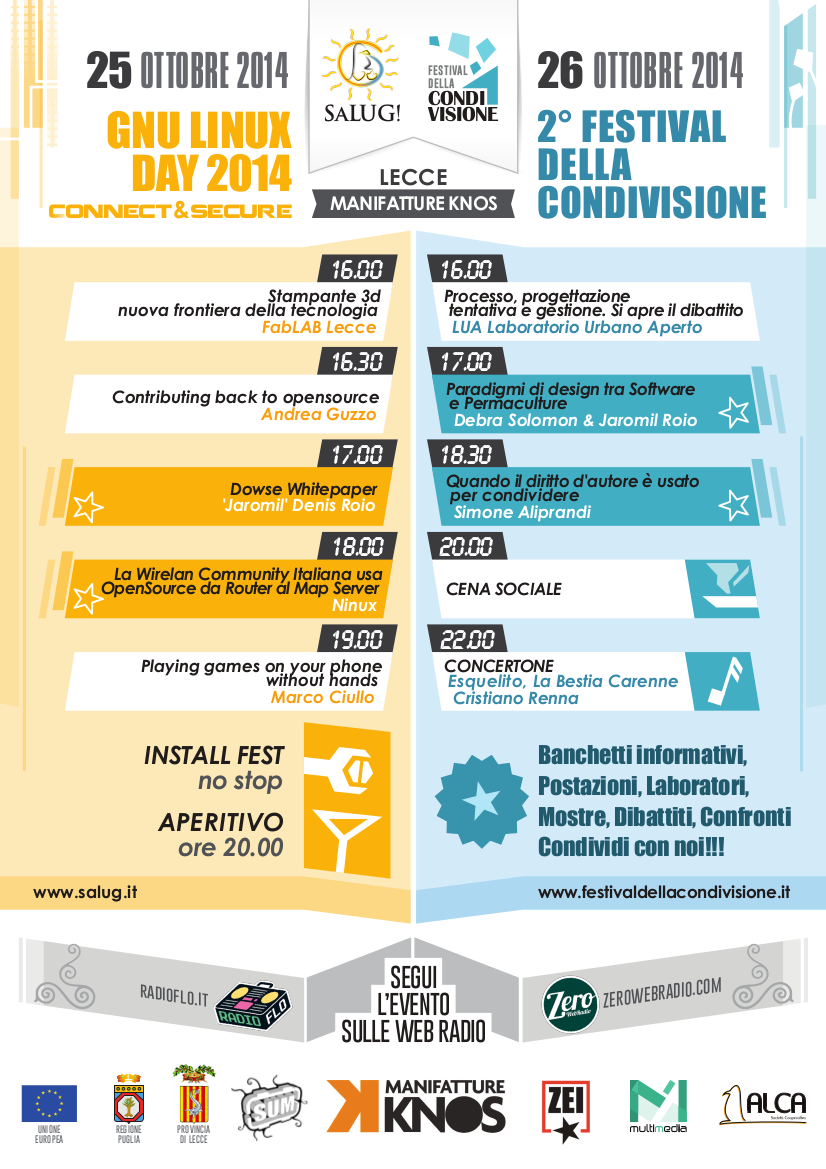 25 OTTOBRE 2014
GNU LINUX
DAY 2014
CONNECT & SECURE
SALUG!
FESTIVAL
DELLA
CONDI
VISIONE
LECCE
MANIFATTURE KNOS
26 OTTOBRE 2014
2° FESTIVAL
DELLA
CONDIVISIONE
16.00
Stampante 3d
nuova frontiera della tecnologia
FabLAB Lecce
16.30
Contributing back to opensource
Andrea Guzzo
17.00
Dowse Whitepaper
'Jaromil' Denis Roio
18.00
La Wirelan Community Italiana usa
OpenSource da Router al Map Server
Ninux
19.00
Playing games on your phone
without hands
Marco Ciullo
INSTALL FEST
no stop
APERITIVO
ore 20.00
www.salug.it
16.00
Processo, progettazione
tentativa e gestione. Si apre il dibattito
LUA Laboratorio Urbano Aperto
17.00
Paradigmi di design tra Software
e Permaculture
Debra Solomon & Jaromil Roio
18.30
Quando il diritto d'autore è usato
per condividere
Simone Aliprandi
20.00
CENA SOCIALE
22.00
CONCERTONE
Esquelito, La Bestia Carenne
Cristiano Renna
Banchetti informativi,
Postazioni, Laboratori,
Mostre, Dibattiti, Confronti
Condividi con noi!!!
www.festivaldellacondivisione.it
RADIOFLO.IT
RADIO FLO
SEGUI
L'EVENTO
SULLE WEB RADIO
Zero
WebRadio
ZEROWEBRADIO.COM
UNIONE
EUROPEA
REGIONE
PUGLIA
PROVINCIA
DI LECCE
SUM
MANIFATTURE
KNOS
ZEI
M
multimedia
ALCA
Società Cooperativa